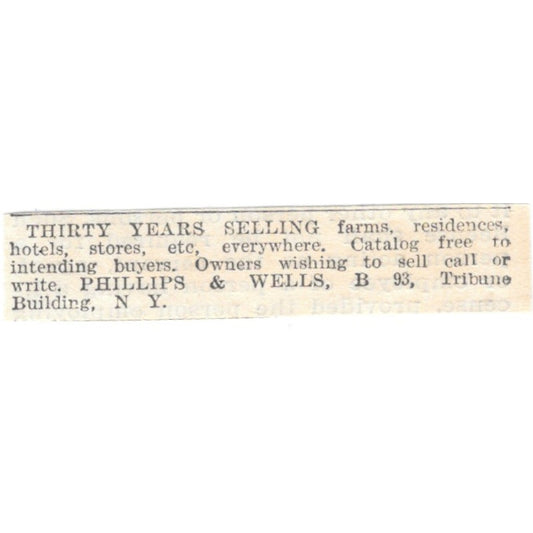 THIRTY YEARS SELLING farms, residences,
hotels, stores, etc, everywhere. Catalog free to
intending buyers. Owners wishing to sell call or
write. PHILLIPS & WELLS, B 93, Tribune
Building, N Y.